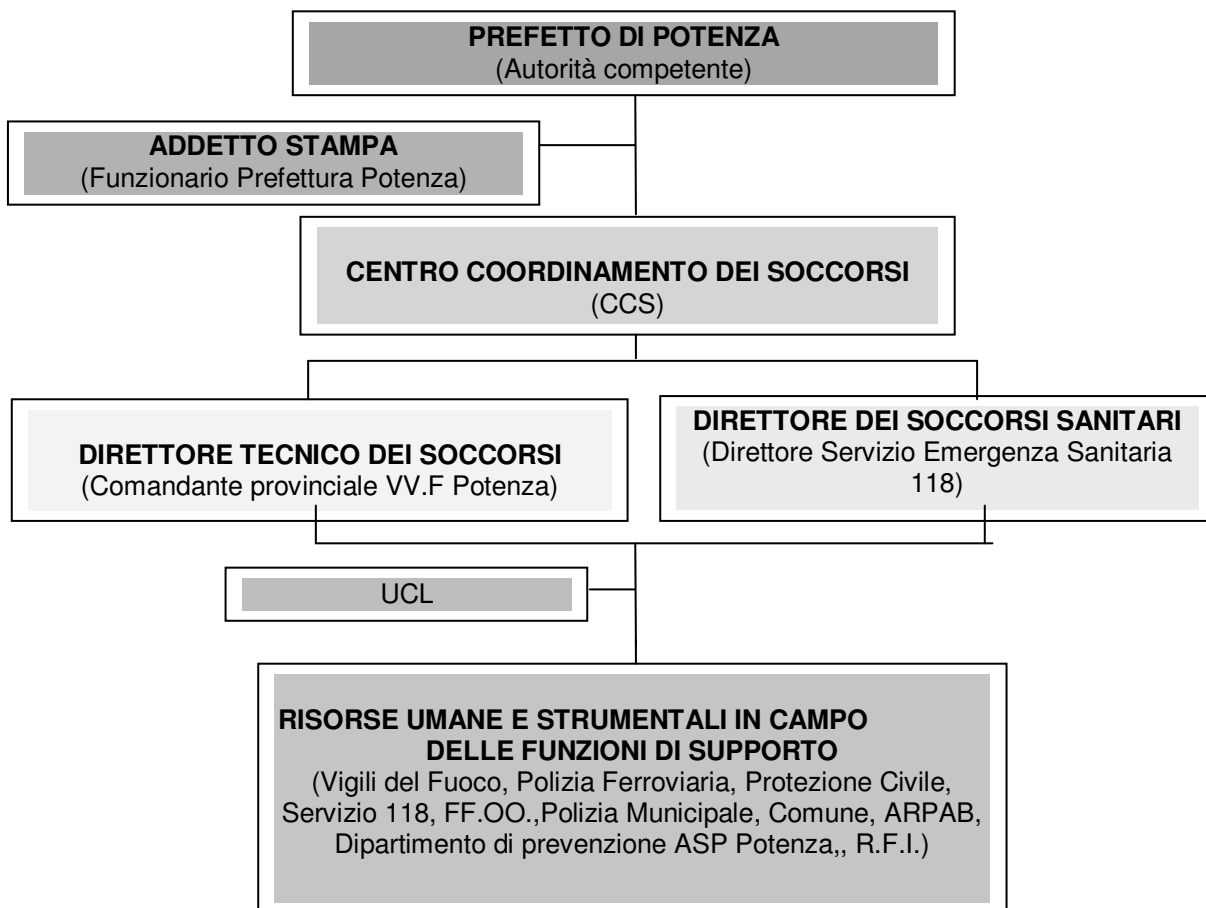 PREFETTO DI POTENZA
(Autorità competente)
ADDETTO STAMPA
(Funzionario Prefettura Potenza)
CENTRO COORDINAMENTO DEI SOCCORSI
(CCS)
DIRETTORE TECNICO DEI SOCCORSI
(Comandante provinciale VV.F Potenza)
DIRETTORE DEI SOCCORSI SANITARI
(Direttore Servizio Emergenza Sanitaria
118)
UCL
RISORSE UMANE E STRUMENTALI IN CAMPO
DELLE FUNZIONI DI SUPPORTO
(Vigili del Fuoco, Polizia Ferroviaria, Protezione Civile,
Servizio 118, FF.OO.,Polizia Municipale, Comune, ARPAB,
Dipartimento di prevenzione ASP Potenza,, R.F.I.)